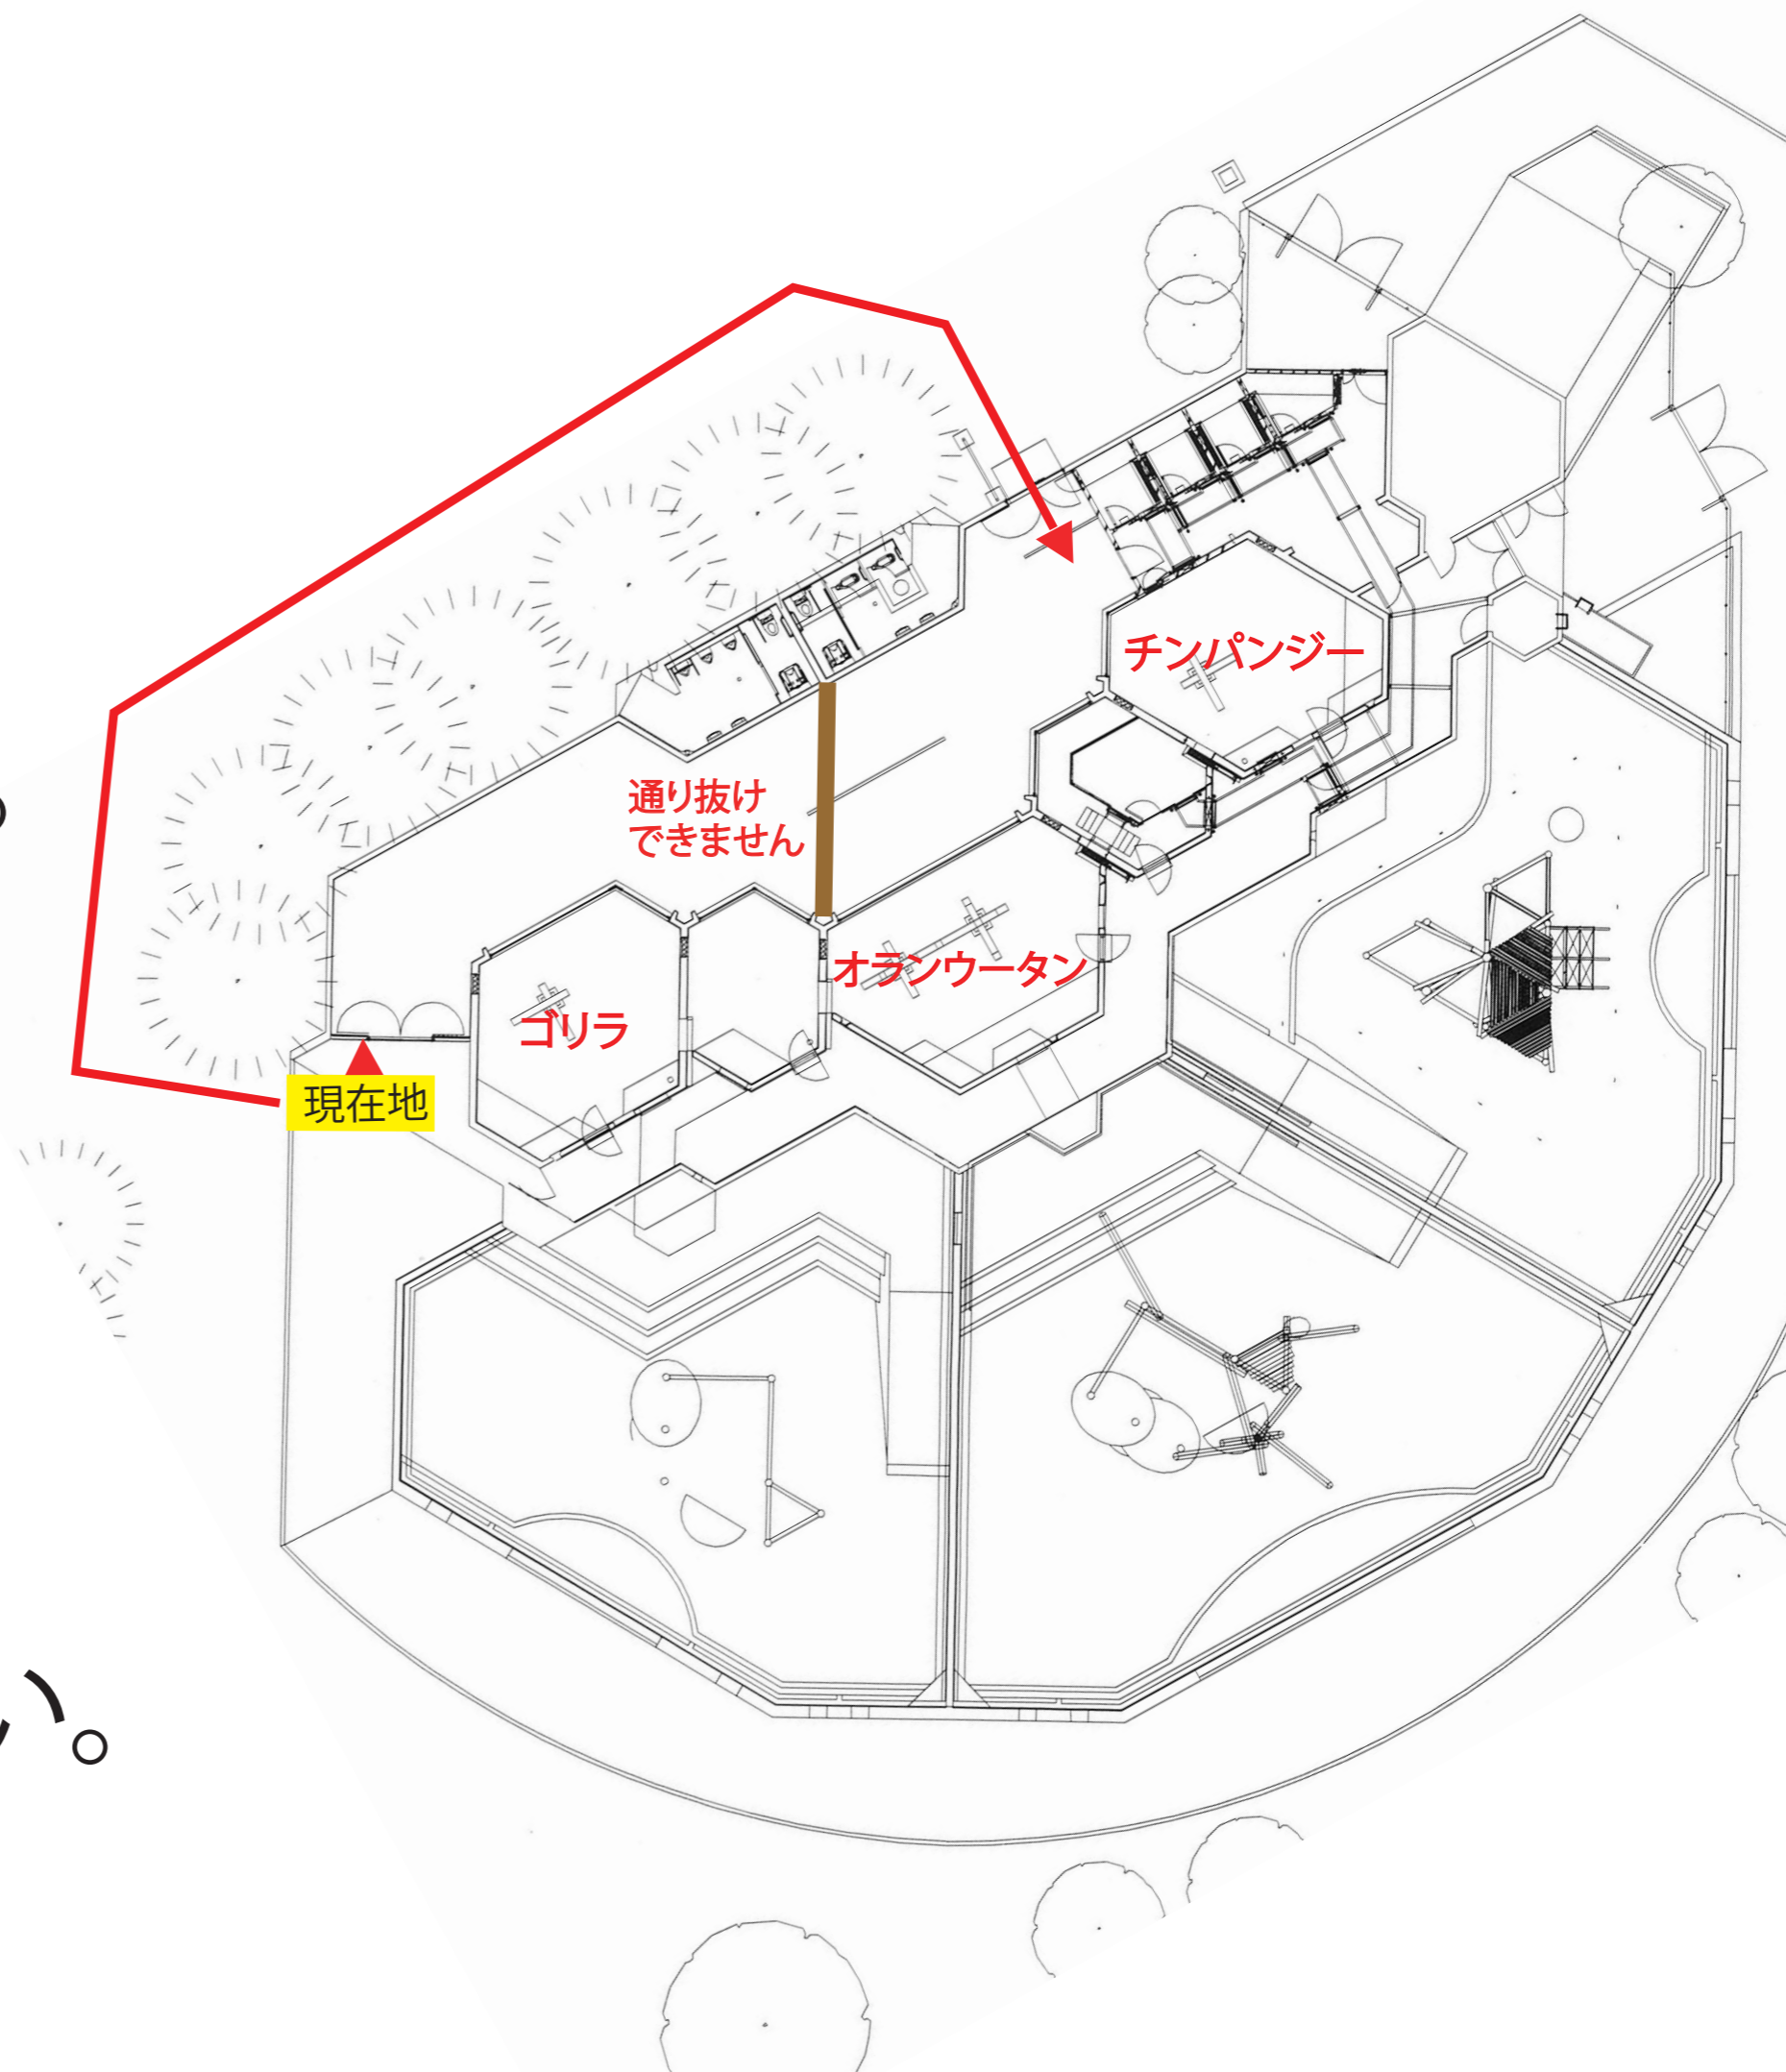 チンパンジー
通り抜け
できません
オランウータン
ゴリラ
現在地
い。